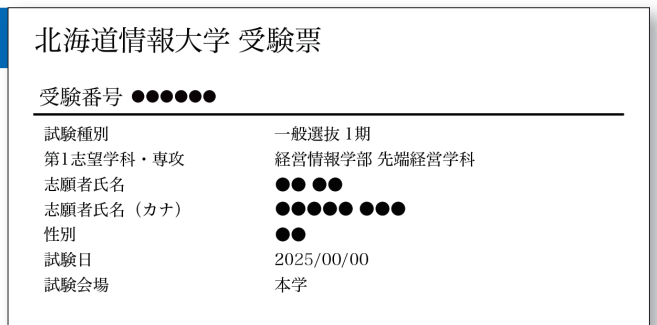 北海道情報大学 受験票
受験番号 ●●●●●●
試験種別 一般選抜 1期
第1志望学科・専攻 経営情報学部 先端経営学科
志願者氏名 ●● ●●
志願者氏名（カナ） ●●●●● ●●●
性別 ●●
試験日 2025/00/00
試験会場 本学